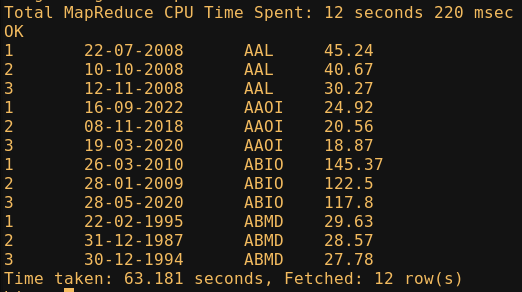 Total MapReduce CPU Time Spent: 12 seconds 220 msec
OK
1 22-07-2008 AAL 45.24
2 10-10-2008 AAL 40.67
3 12-11-2008 AAL 30.27
1 16-09-2022 AAOI 24.92
2 08-11-2018 AAOI 20.56
3 19-03-2020 AAOI 18.87
1 26-03-2010 ABIO 145.37
2 28-01-2009 ABIO 122.5
3 28-05-2020 ABIO 117.8
1 22-02-1995 ABMD 29.63
2 31-12-1987 ABMD 28.57
3 30-12-1994 ABMD 27.78
Time taken: 63.181 seconds, Fetched: 12 row(s)